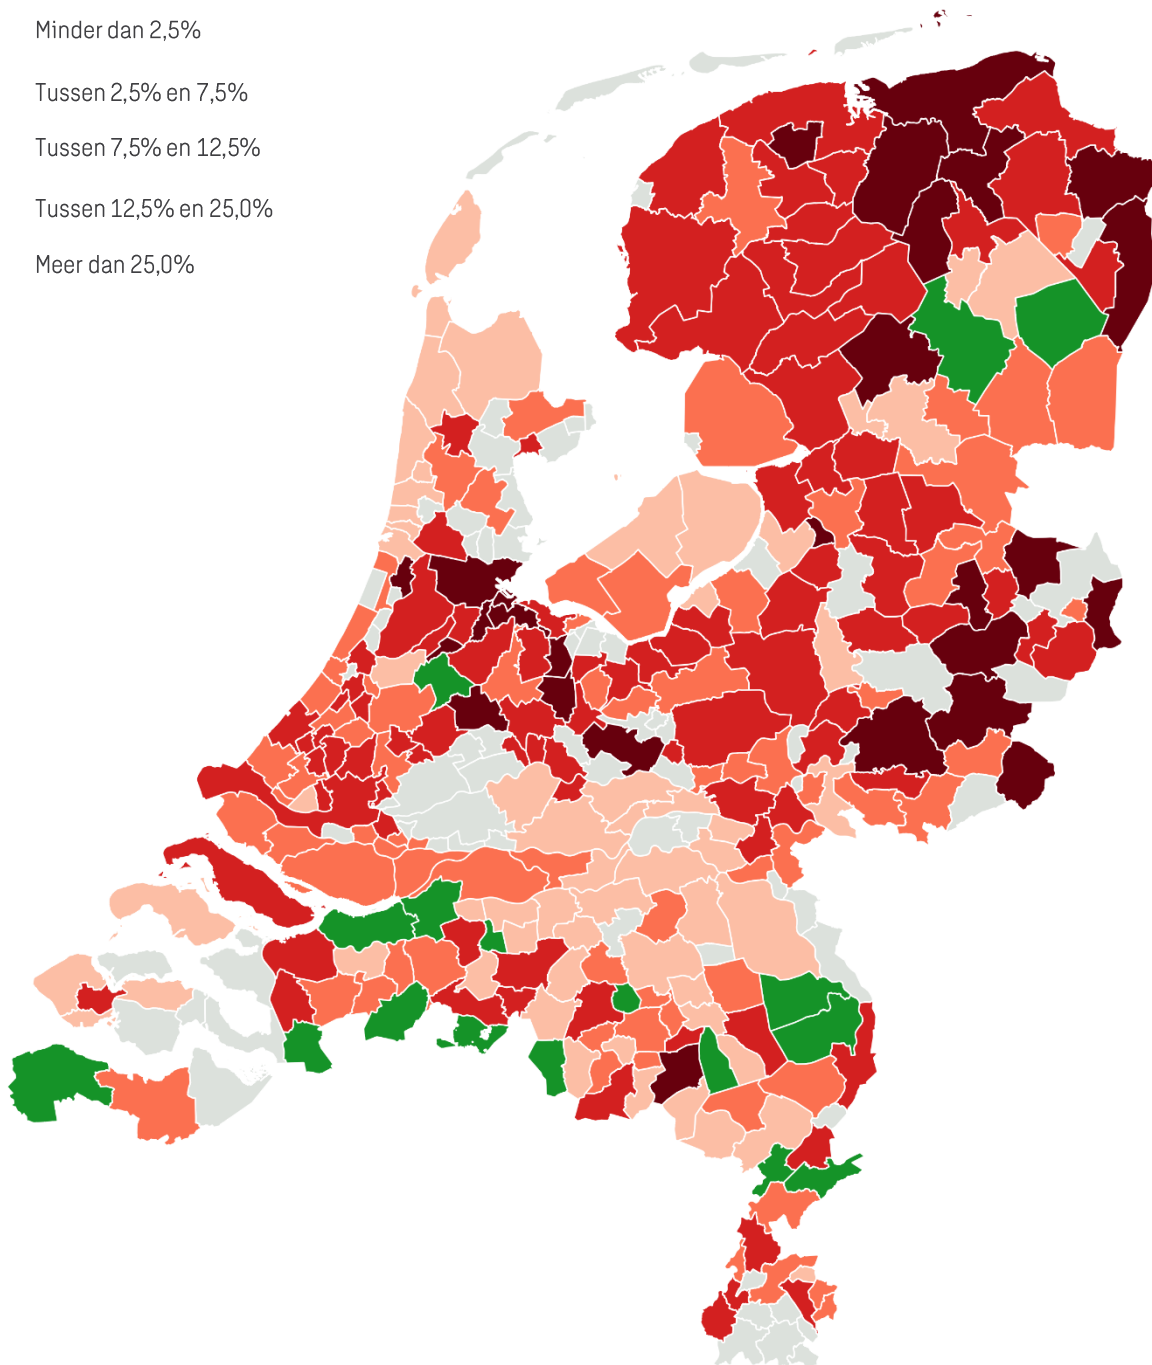 Minder dan 2,5%
Tussen 2,5% en 7,5%
Tussen 7,5% en 12,5%
Tussen 12,5% en 25,0%
Meer dan 25,0%